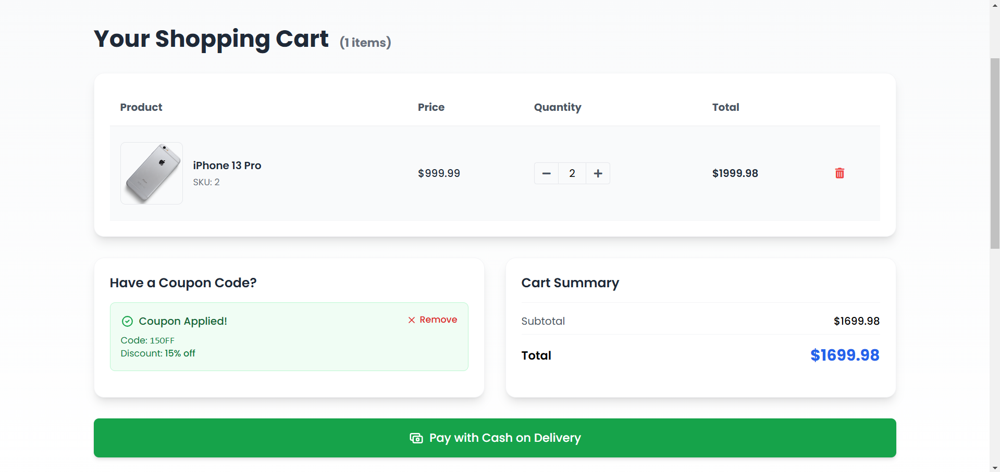 Your Shopping Cart (1 items)
Product Price Quantity Total
iPhone 13 Pro
SKU: 2
$999.99
2
$1999.98
Have a Coupon Code?
Coupon Applied!
Remove
Code: 15OFF
Discount: 15% off
Cart Summary
Subtotal $1699.98
Total $1699.98
Pay with Cash on Delivery